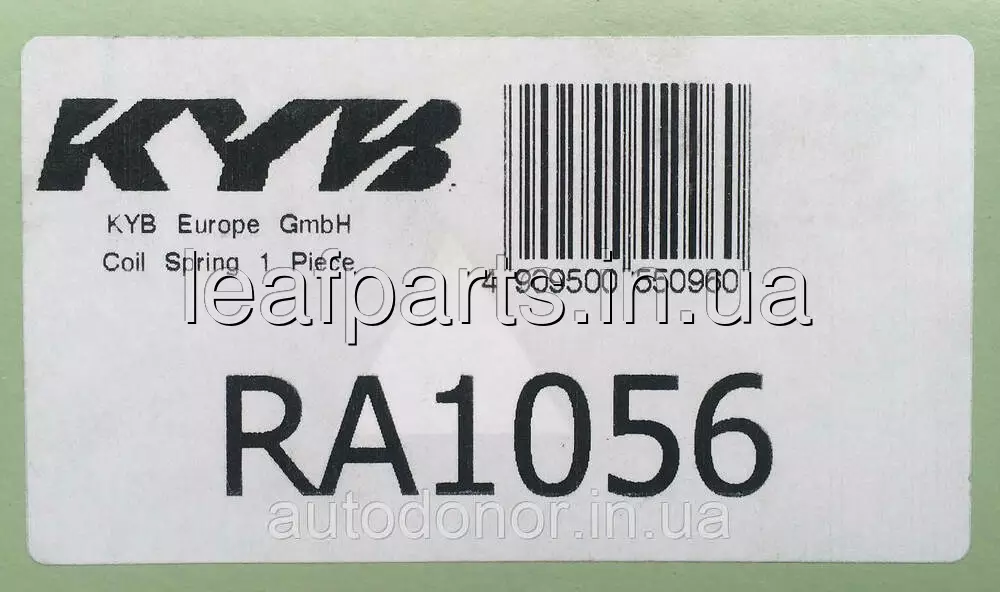 KYB
KYB Europe GmbH
Coil Spring 1 Piece
4 909500 550960
leafparts.in.ua
RA1056
autodonor.in.ua